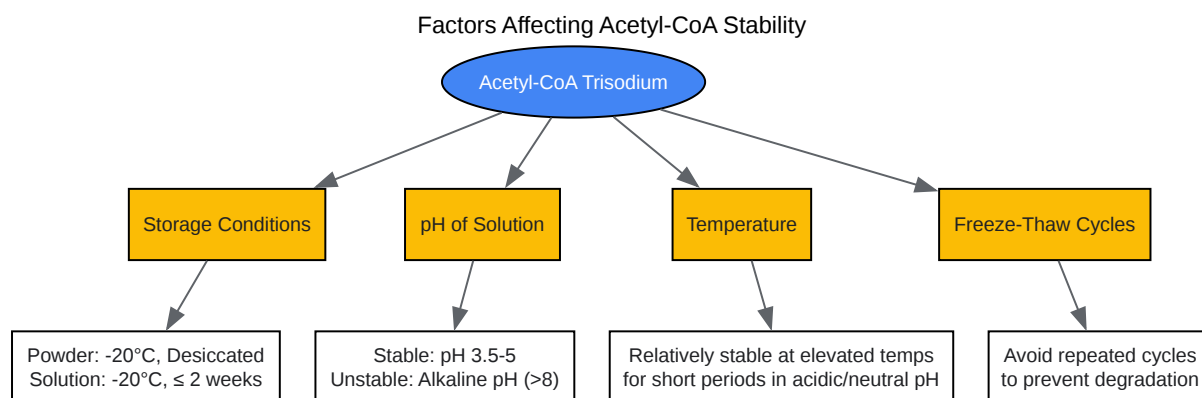 Factors Affecting Acetyl-CoA Stability
Acetyl-CoA Trisodium
Storage Conditions
pH of Solution
Temperature
Freeze-Thaw Cycles
Powder: -20°C, Desiccated
Solution: -20°C, ≤ 2 weeks
Stable: pH 3.5-5
Unstable: Alkaline pH (>8)
Relatively stable at elevated temps
for short periods in acidic/neutral pH
Avoid repeated cycles
to prevent degradation